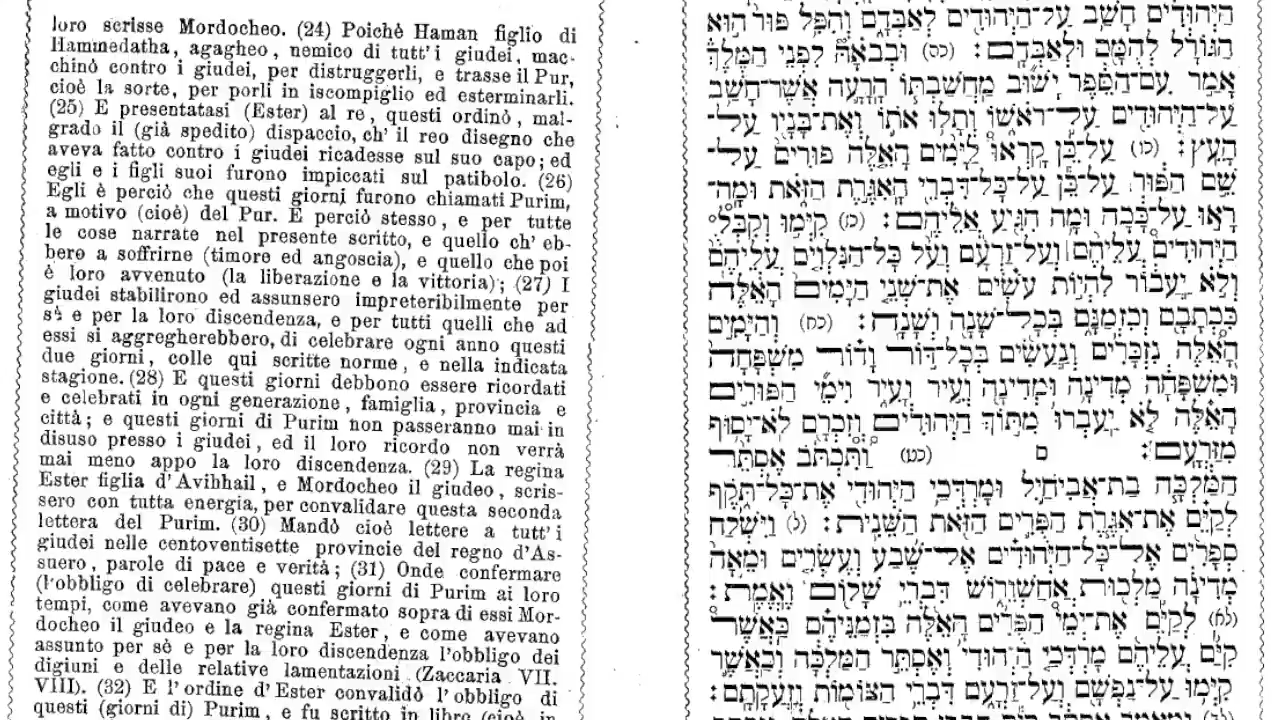 loro scrisse Mordocheo. (24) Poichè Haman figlio di
Hammedatha, agagheo, nemico di tutt' i giudei, mac-
chinò contro i giudei, per distruggerli, e trasse il Pur,
cioè la sorte, per porli in iscompiglio ed esterminarli.
(25) E presentatasi (Ester) al re, questi ordinò, mal-
grado il (già spedito) dispaccio, ch' il reo disegno che
aveva fatto contro i giudei ricadesse sul suo capo; ed
egli e i figli suoi furono impiccati sul patibolo. (26)
Egli è perciò che questi giorni furono chiamati Purim,
a motivo (cioè) del Pur. E perciò stesso, e per tutte
le cose narrate nel presente scritto, e quello ch' eb-
bero a soffrirne (timore ed angoscia), e quello che poi
è loro avvenuto (la liberazione e la vittoria); (27) I
giudei stabilirono ed assunsero impreteribilmente per
sè e per la loro discendenza, e per tutti quelli che ad
essi si aggregherebbero, di celebrare ogni anno questi
due giorni, colle qui scritte norme, e nella indicata
stagione. (28) E questi giorni debbono essere ricordati
e celebrati in ogni generazione, famiglia, provincia e
città; e questi giorni di Purim non passeranno mai in
disuso presso i giudei, ed il loro ricordo non verrà
mai meno appo la loro discendenza. (29) La regina
Ester figlia d' Avibhail, e Mordocheo il giudeo, scris-
sero con tutta energia, per convalidare questa seconda
lettera del Purim. (30) Mandò cioè lettere a tutt' i
giudei nelle centoventisette provincie del regno d'As-
suero, parole di pace e verità; (31) Onde confermare
(l'obbligo di celebrare) questi giorni di Purim ai loro
tempi, come avevano già confermato sopra di essi Mor-
docheo il giudeo e la regina Ester, e come avevano
assunto per sè e per la loro discendenza l'obbligo dei
digiuni e delle relative lamentazioni (Zaccaria VII.
VIII). (32) E l' ordine d' Ester convalidò l' obbligo di
questi (giorni di) Purim, e fu scritto in libro (cioè in
הַיְּהוּדִים חָשַׁב עַל־הַיְּהוּדִים לְאַבְּדָם וְהִפִּל פּוּר הוּא
הַגּוֹרָל לְהֻמָּם וּלְאַבְּדָם׃ (כה) וּבְבֹאָהּ לִפְנֵי הַמֶּלֶךְ
אָמַר עִם־הַסֵּפֶר יָשׁוּב מַחֲשַׁבְתּוֹ הָרָעָה אֲשֶׁר־חָשַׁב
עַל־הַיְּהוּדִים עַל־רֹאשׁוֹ וְתָלוּ אֹתוֹ וְאֶת־בָּנָיו עַל־
הָעֵץ׃ (כו) עַל־כֵּן קָרְאוּ לַיָּמִים הָאֵלֶּה פוּרִים עַל־
שֵׁם הַפּוּר עַל־כֵּן עַל־כָּל־דִּבְרֵי הָאִגֶּרֶת הַזֹּאת וּמָה־
רָאוּ עַל־כָּכָה וּמָה הִגִּיעַ אֲלֵיהֶם׃ (כז) קִיְּמוּ וְקִבְּל
הַיְּהוּדִים עֲלֵיהֶם וְעַל־זַרְעָם וְעַל כָּל־הַנִּלְוִים עֲלֵיהֶם
וְלֹא יַעֲבוֹר לִהְיוֹת עֹשִׂים אֶת־שְׁנֵי הַיָּמִים הָאֵלֶּה
כִּכְתָבָם וְכִזְמַנָּם בְּכָל־שָׁנָה וְשָׁנָה׃ (כח) וְהַיָּמִים
הָאֵלֶּה נִזְכָּרִים וְנַעֲשִׂים בְּכָל־דּוֹר וָדוֹר מִשְׁפָּחָה
וּמִשְׁפָּחָה מְדִינָה וּמְדִינָה וְעִיר וָעִיר וִימֵי הַפּוּרִים
הָאֵלֶּה לֹא יַעַבְרוּ מִתּוֹךְ הַיְּהוּדִים וְזִכְרָם לֹא־יָסוּף
מִזַּרְעָם׃ ס (כט) וַתִּכְתֹּב אֶסְתֵּר
הַמַּלְכָּה בַת־אֲבִיחַיִל וּמָרְדֳּכַי הַיְּהוּדִי אֶת־כָּל־תֹּקֶף
לְקַיֵּם אֶת־אִגֶּרֶת הַפֻּרִים הַזֹּאת הַשֵּׁנִית׃ (ל) וַיִּשְׁלַח
סְפָרִים אֶל־כָּל־הַיְּהוּדִים אֶל־שֶׁבַע וְעֶשְׂרִים וּמֵאָה
מְדִינָה מַלְכוּת אֲחַשְׁוֵרוֹשׁ דִּבְרֵי שָׁלוֹם וֶאֱמֶת׃
(לא) לְקַיֵּם אֶת־יְמֵי הַפֻּרִים הָאֵלֶּה בִּזְמַנֵּיהֶם כַּאֲשֶׁר
קִיַּם עֲלֵיהֶם מָרְדֳּכַי הַיְּהוּדִי וְאֶסְתֵּר הַמַּלְכָּה וְכַאֲשֶׁר
קִיְּמוּ עַל־נַפְשָׁם וְעַל־זַרְעָם דִּבְרֵי הַצֹּמוֹת וְזַעֲקָתָם׃